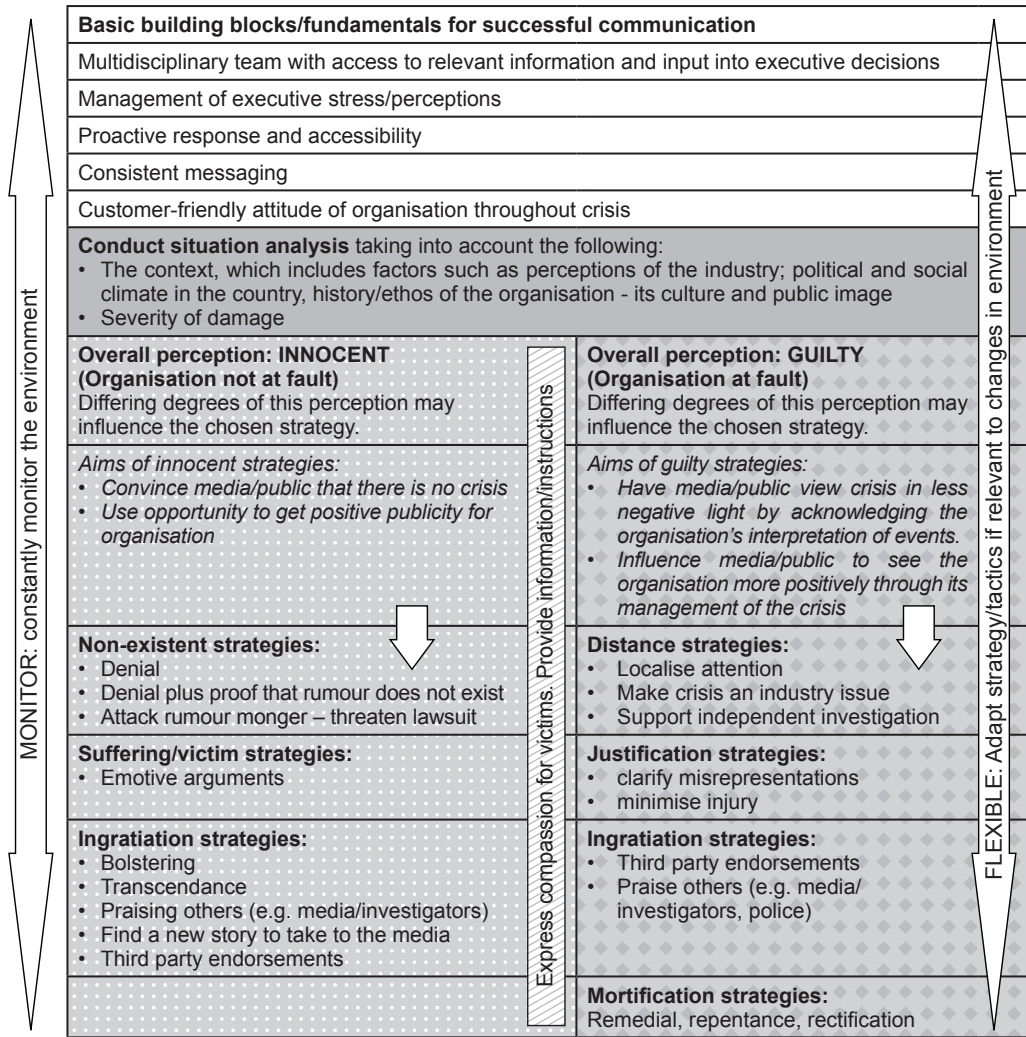 Basic building blocks/fundamentals for successful communication
Multidisciplinary team with access to relevant information and input into executive decisions
Management of executive stress/perceptions
Proactive response and accessibility
Consistent messaging
Customer-friendly attitude of organisation throughout crisis
Conduct situation analysis taking into account the following:
• The context, which includes factors such as perceptions of the industry; political and social
climate in the country, history/ethos of the organisation - its culture and public image
• Severity of damage
Overall perception: INNOCENT
(Organisation not at fault)
Differing degrees of this perception may
influence the chosen strategy.
Aims of innocent strategies:
• Convince media/public that there is no crisis
• Use opportunity to get positive publicity for
organisation
Non-existent strategies:
• Denial
• Denial plus proof that rumour does not exist
• Attack rumour monger – threaten lawsuit
Suffering/victim strategies:
• Emotive arguments
Ingratiation strategies:
• Bolstering
• Transcendance
• Praising others (e.g. media/investigators)
• Find a new story to take to the media
• Third party endorsements
Overall perception: GUILTY
(Organisation at fault)
Differing degrees of this perception may
influence the chosen strategy.
Aims of guilty strategies:
• Have media/public view crisis in less
negative light by acknowledging the
organisation's interpretation of events.
• Influence media/public to see the
organisation more positively through its
management of the crisis
Distance strategies:
• Localise attention
• Make crisis an industry issue
• Support independent investigation
Justification strategies:
• clarify misrepresentations
• minimise injury
Ingratiation strategies:
• Third party endorsements
• Praise others (e.g. media/
investigators, police)
Mortification strategies:
Remedial, repentance, rectification
MONITOR: constantly monitor the environment
Express compassion for victims. Provide information/instructions
FLEXIBLE: Adapt strategy/tactics if relevant to changes in environment